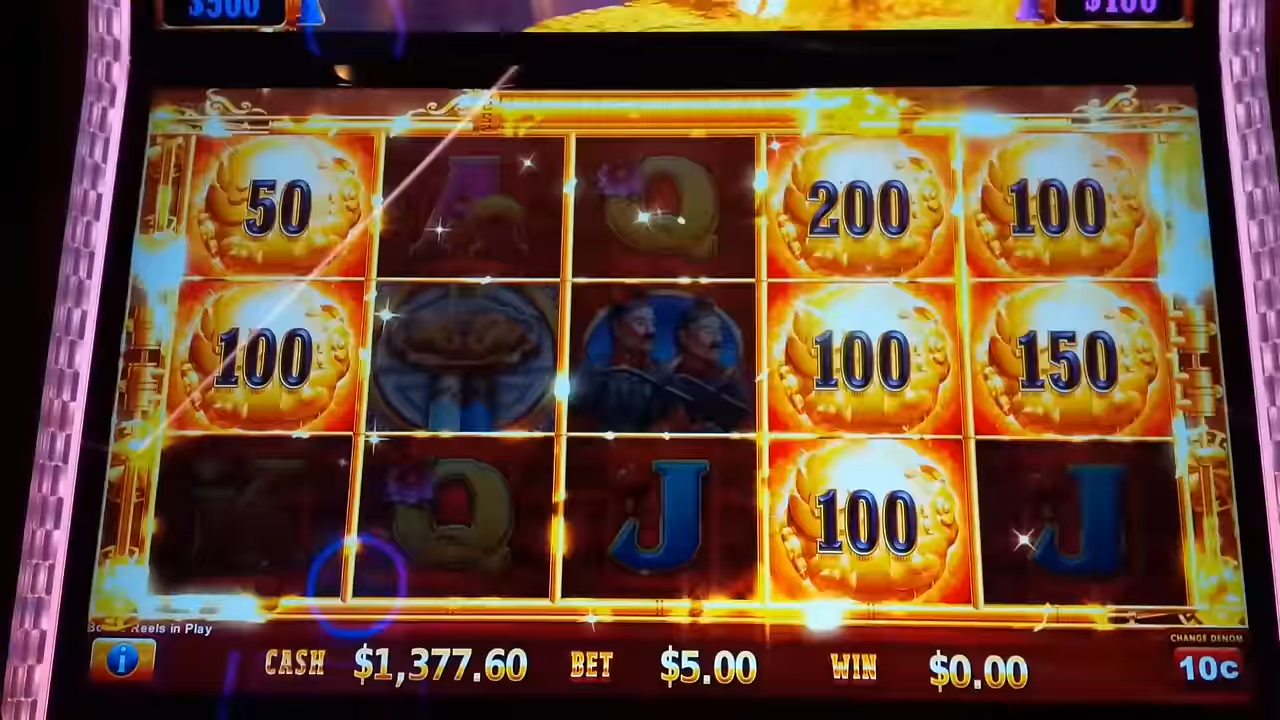 $500 $100
50 A Q 200 100
100 100 150
Q J 100 J
Reels in Play
CHANGE DENOM
CASH $1,377.60 BET $5.00 WIN $0.00 10c